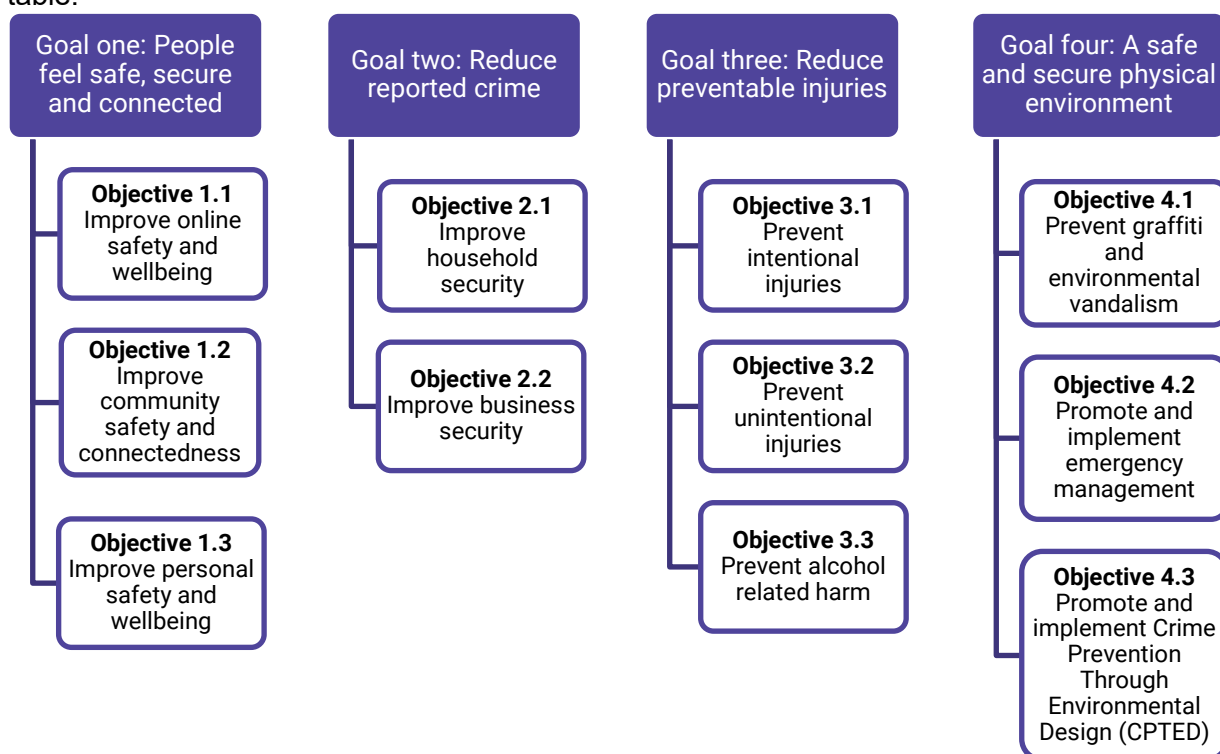 table.
Goal one: People
feel safe, secure
and connected
Objective 1.1
Improve online
safety and
wellbeing
Objective 1.2
Improve
community
safety and
connectedness
Objective 1.3
Improve personal
safety and
wellbeing
Goal two: Reduce
reported crime
Objective 2.1
Improve
household
security
Objective 2.2
Improve business
security
Goal three: Reduce
preventable injuries
Objective 3.1
Prevent
intentional
injuries
Objective 3.2
Prevent
unintentional
injuries
Objective 3.3
Prevent alcohol
related harm
Goal four: A safe
and secure physical
environment
Objective 4.1
Prevent graffiti
and
environmental
vandalism
Objective 4.2
Promote and
implement
emergency
management
Objective 4.3
Promote and
implement Crime
Prevention
Through
Environmental
Design (CPTED)